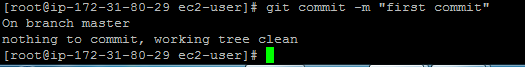 [root@ip-172-31-80-29 ec2-user]# git commit -m "first commit"
On branch master
nothing to commit, working tree clean
[root@ip-172-31-80-29 ec2-user]#